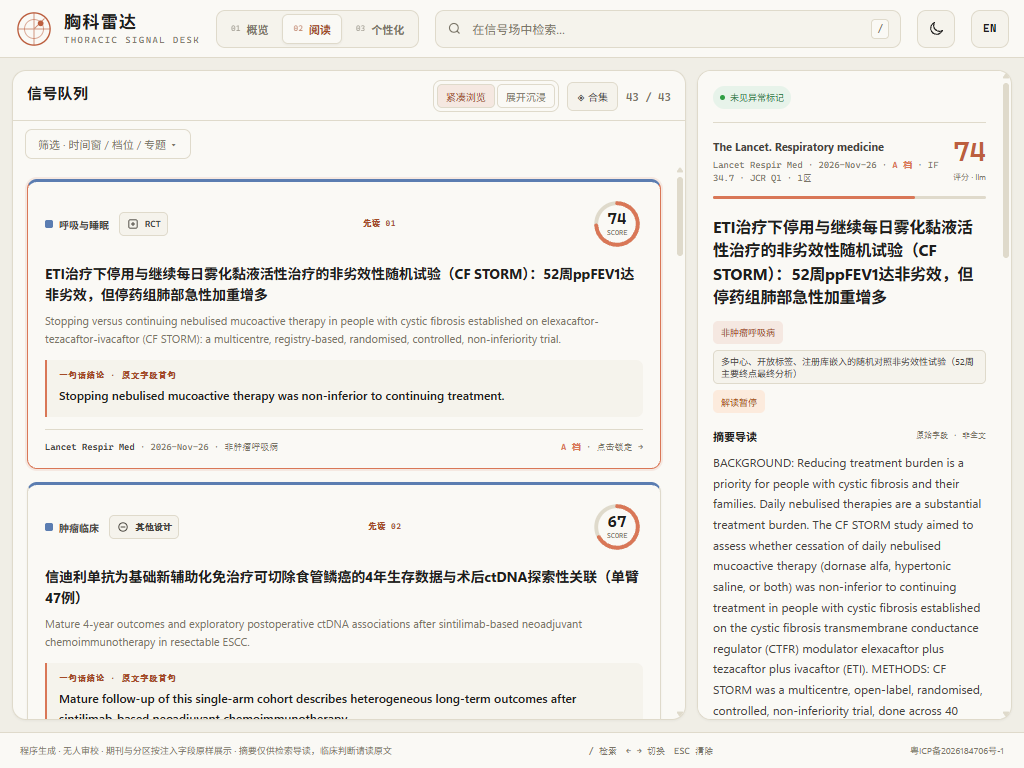 胸科雷达
THORACIC SIGNAL DESK
01 概览
02 阅读
03 个性化
在信号场中检索...
/
EN
信号队列
紧凑浏览
展开沉浸
◈ 合集
43 / 43
筛选 · 时间窗 / 档位 / 专题
呼吸与睡眠
RCT
先读 01
74
SCORE
ETI治疗下停用与继续每日雾化黏液活性治疗的非劣效性随机试验（CF STORM）：52周ppFEV1达
非劣效，但停药组肺部急性加重增多
Stopping versus continuing nebulised mucoactive therapy in people with cystic fibrosis established on elexacaftor-
tezacaftor-ivacaftor (CF STORM): a multicentre, registry-based, randomised, controlled, non-inferiority trial.
一句话结论 · 原文字段首句
Stopping nebulised mucoactive therapy was non-inferior to continuing treatment.
Lancet Respir Med · 2026-Nov-26 · 非肿瘤呼吸病
A 档 · 点击锁定 →
肿瘤临床
其他设计
先读 02
67
SCORE
信迪利单抗为基础新辅助化免治疗可切除食管鳞癌的4年生存数据与术后ctDNA探索性关联（单臂
47例）
Mature 4-year outcomes and exploratory postoperative ctDNA associations after sintilimab-based neoadjuvant
chemoimmunotherapy in resectable ESCC.
一句话结论 · 原文字段首句
Mature follow-up of this single-arm cohort describes heterogeneous long-term outcomes after
sintilimab-based neoadjuvant chemoimmunotherapy.
未见异常标记
The Lancet. Respiratory medicine
Lancet Respir Med · 2026-Nov-26 · A 档 · IF
34.7 · JCR Q1 · 1区
74
评分 · llm
ETI治疗下停用与继续每日雾化黏液活
性治疗的非劣效性随机试验（CF
STORM）：52周ppFEV1达非劣效，但
停药组肺部急性加重增多
非肿瘤呼吸病
多中心、开放标签、注册库嵌入的随机对照非劣效性试验（52周
主要终点最终分析）
解读暂停
摘要导读
原始字段 · 非全文
BACKGROUND: Reducing treatment burden is a
priority for people with cystic fibrosis and their
families. Daily nebulised therapies are a substantial
treatment burden. The CF STORM study aimed to
assess whether cessation of daily nebulised
mucoactive therapy (dornase alfa, hypertonic
saline, or both) was non-inferior to continuing
treatment in people with cystic fibrosis established
on the cystic fibrosis transmembrane conductance
regulator (CTFR) modulator elexacaftor plus
tezacaftor plus ivacaftor (ETI). METHODS: CF
STORM was a multicentre, open-label, randomised,
controlled, non-inferiority trial, done across 40
程序生成 · 无人审校 · 期刊与分区按注入字段原样展示 · 摘要仅供检索导读，临床判断请读原文
/ 检索 ← → 切换 ESC 清除
粤ICP备2026184706号-1